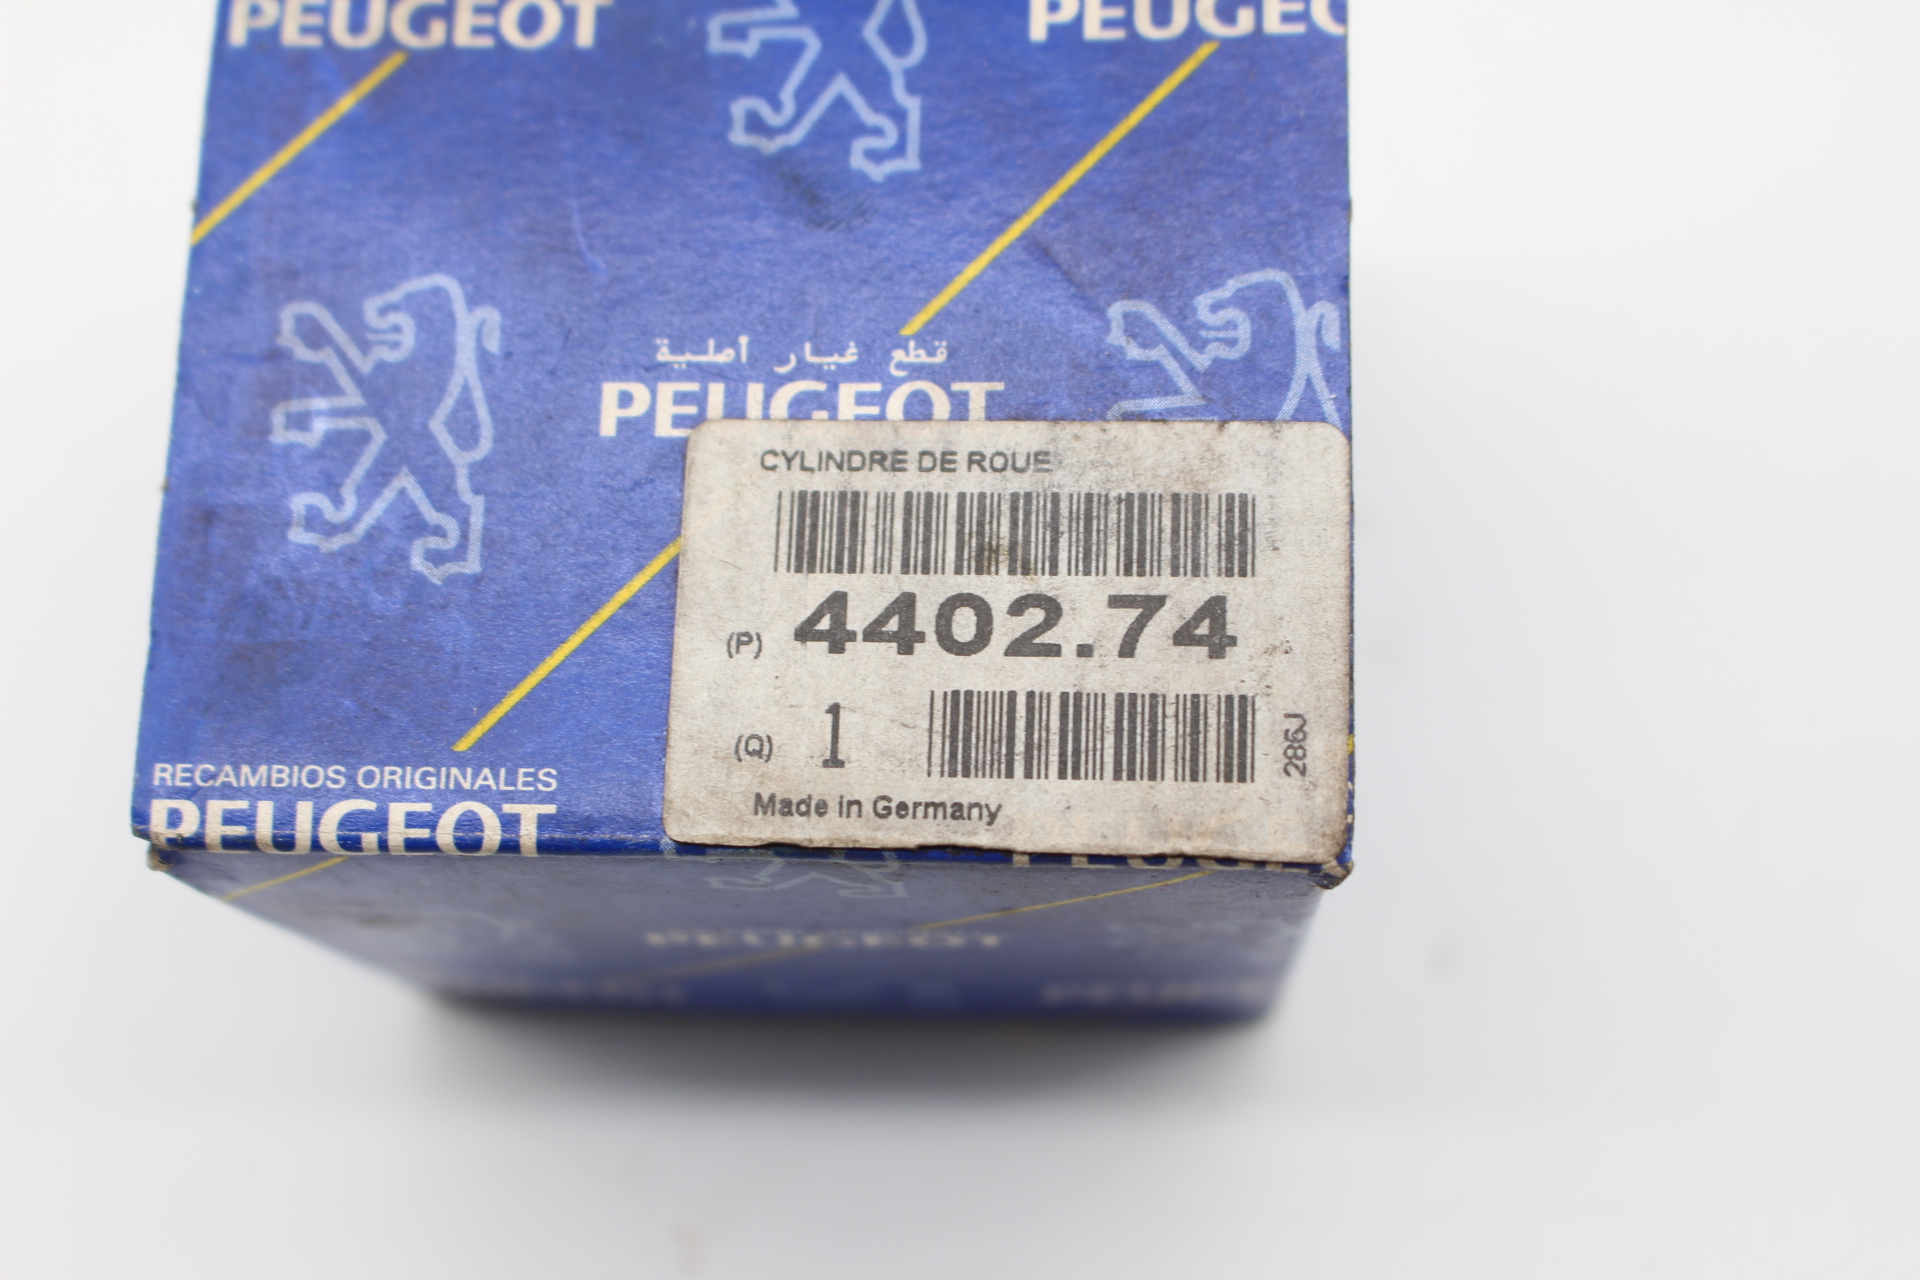 PEUGEOT
PEUGEO
قطع غيار أصلية
PEUGEOT
CYLINDRE DE ROUE
(P) 4402.74
(Q) 1
286J
Made in Germany
RECAMBIOS ORIGINALES
PEUGEOT
PEUGEOT